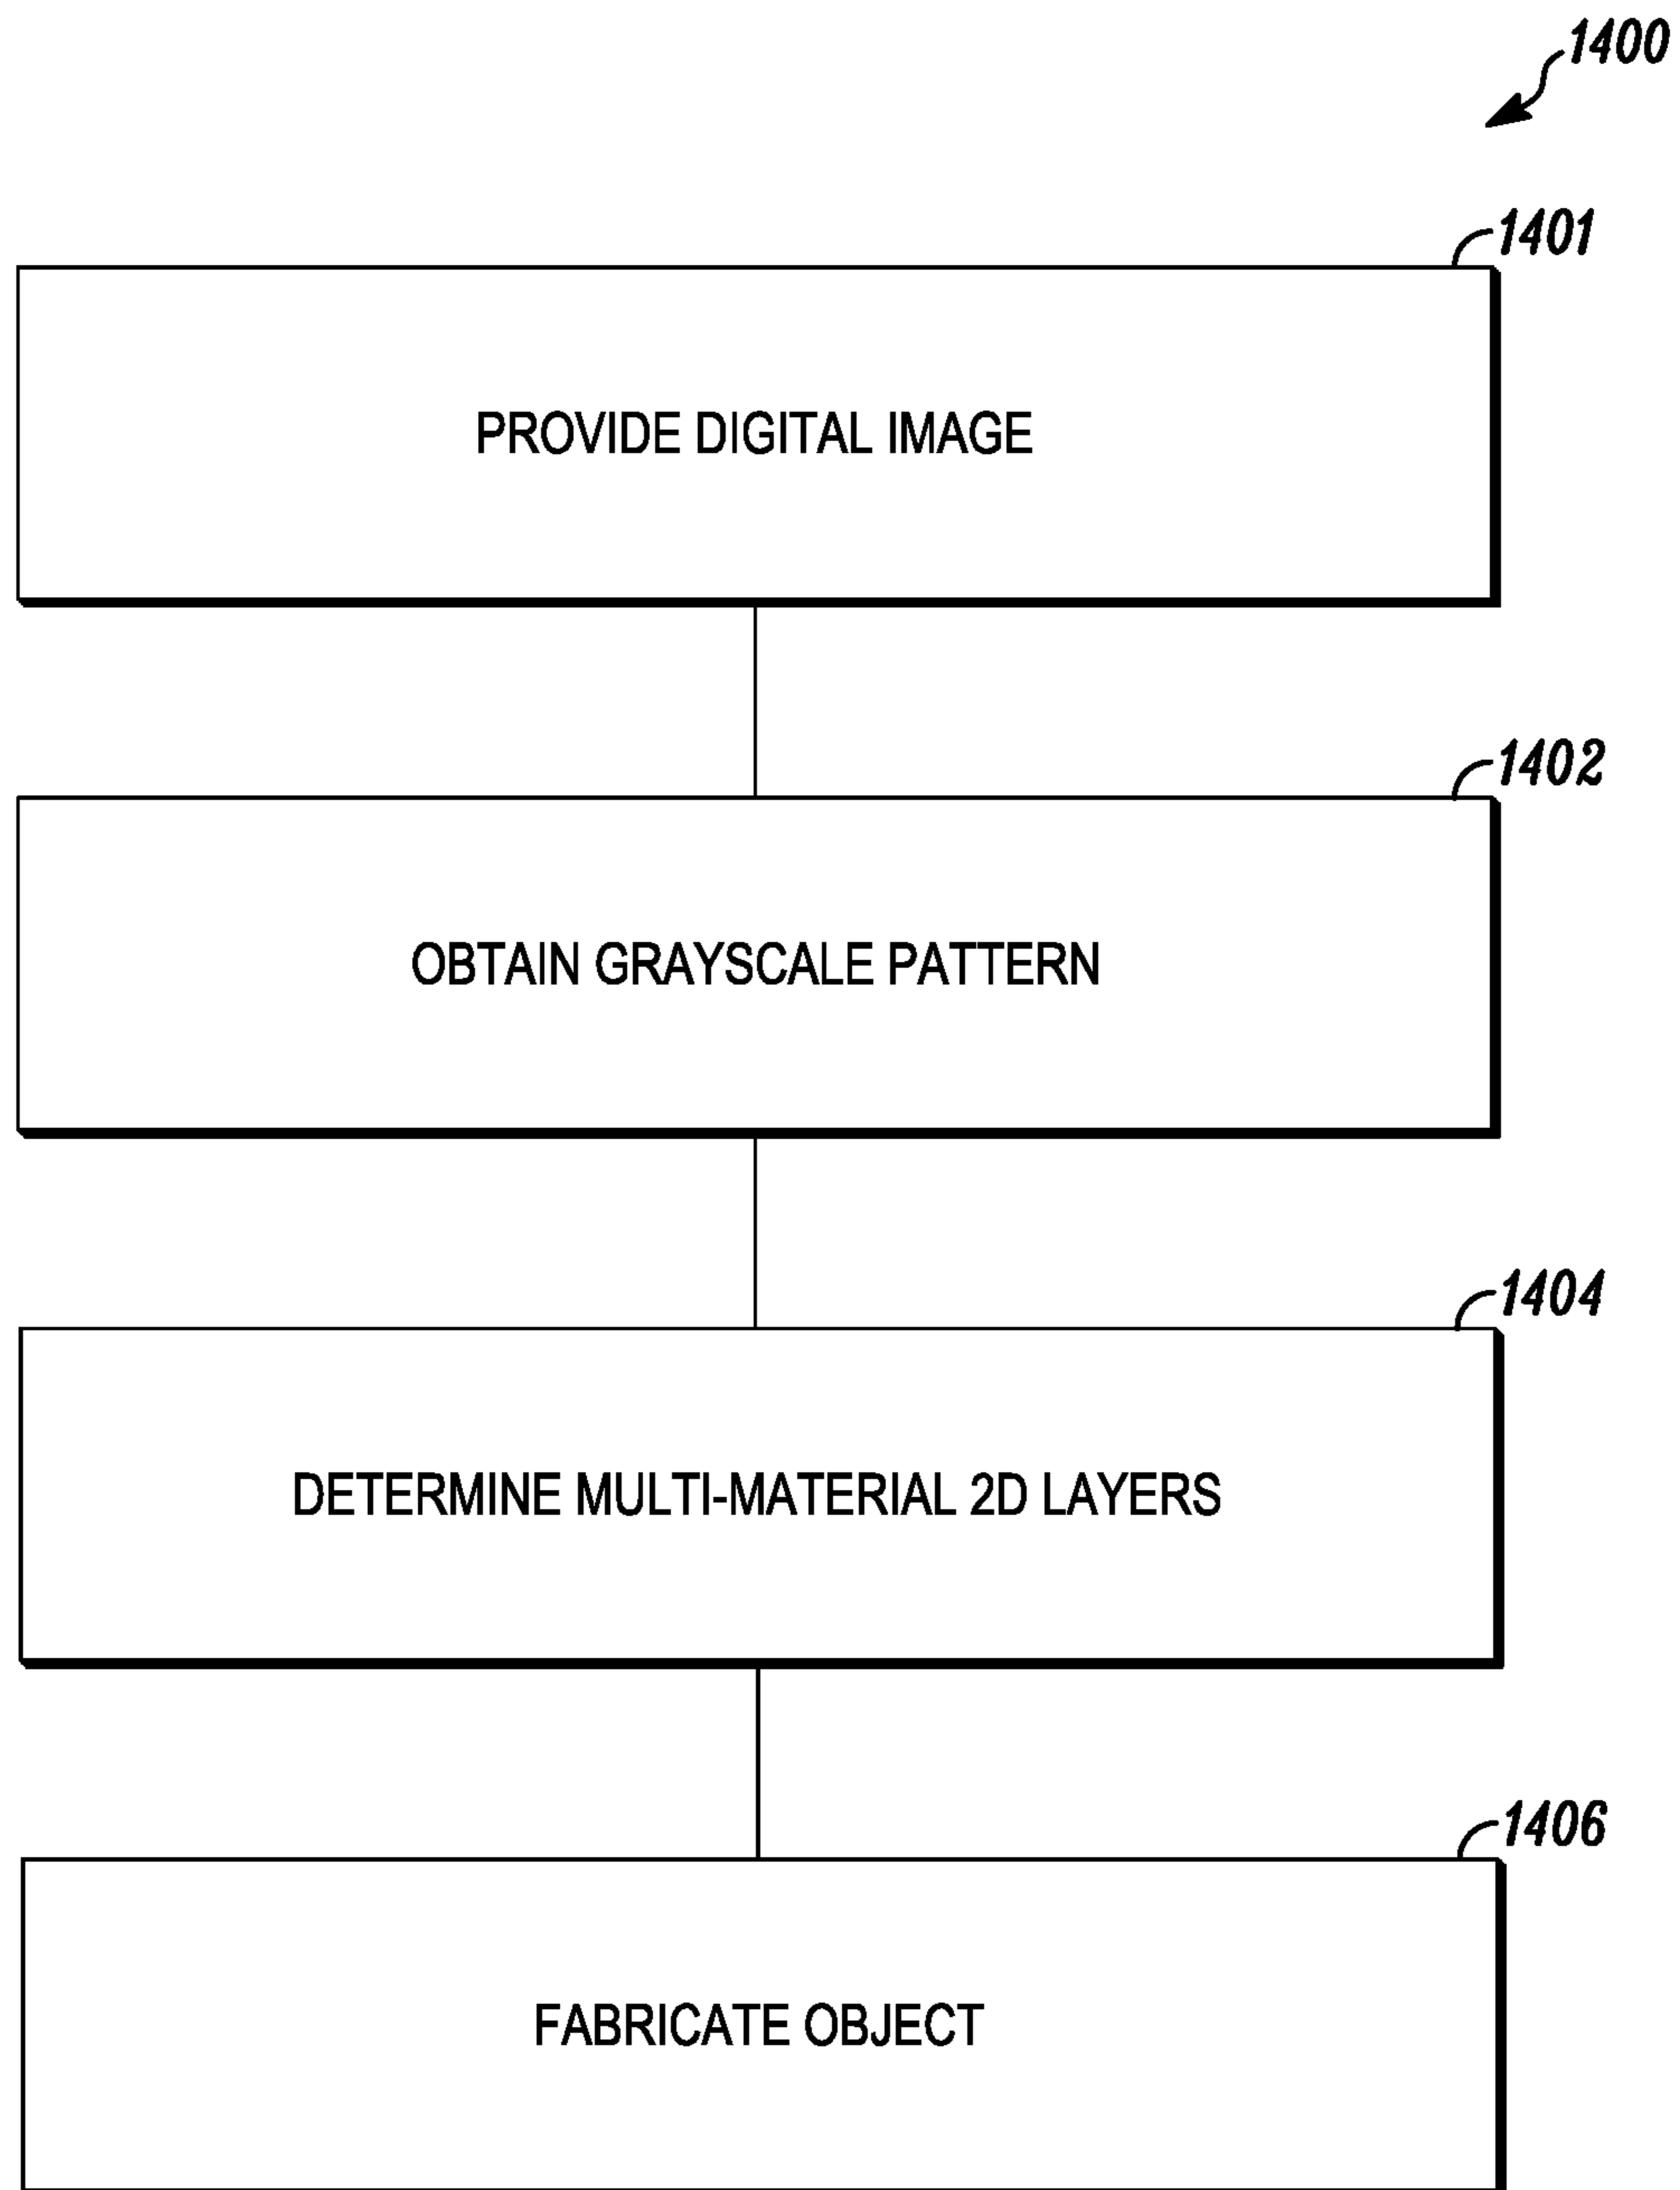 1400
1401
PROVIDE DIGITAL IMAGE
1402
OBTAIN GRAYSCALE PATTERN
1404
DETERMINE MULTI-MATERIAL 2D LAYERS
1406
FABRICATE OBJECT